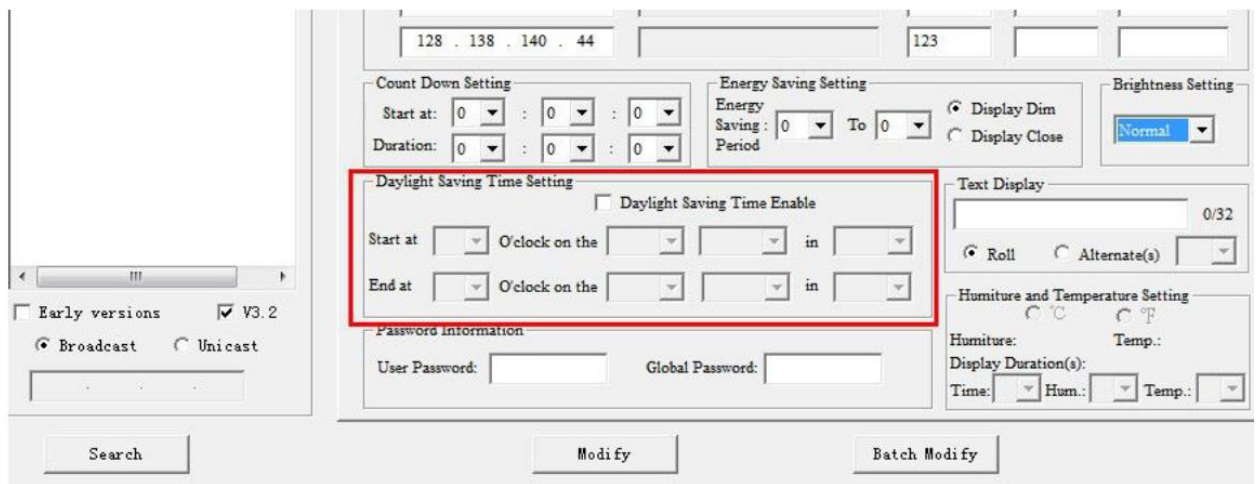 128 . 138 . 140 . 44 123
Count Down Setting
Start at: 0 : 0 : 0
Duration: 0 : 0 : 0
Energy Saving Setting
Energy Saving : Period 0 To 0
Display Dim
Display Close
Brightness Setting
Normal
Daylight Saving Time Setting
Daylight Saving Time Enable
Start at O'clock on the in
End at O'clock on the in
Text Display
0/32
Roll Alternate(s)
Early versions V3.2
Broadcast Unicast
Password Information
User Password: Global Password:
Humiture and Temperature Setting
℃ ℉
Humiture: Temp.:
Display Duration(s):
Time: Hum.: Temp.:
Search Modify Batch Modify